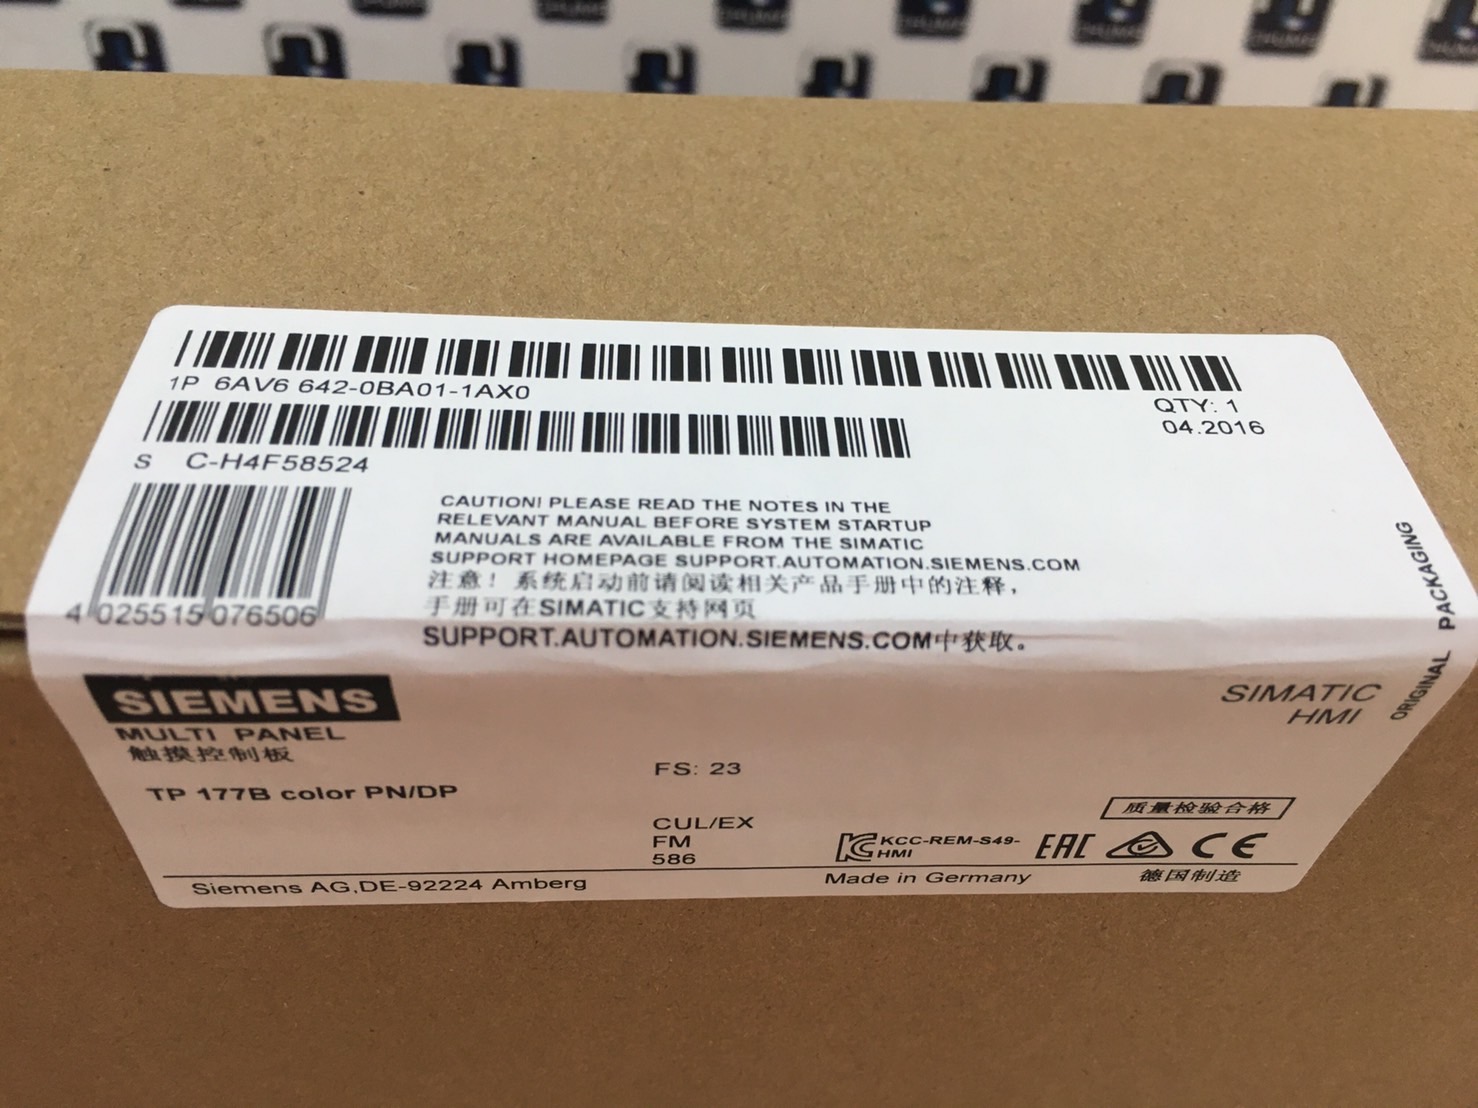 1P 6AV6 642-0BA01-1AX0
QTY: 1
04.2016
S C-H4F58524
4 025515 076506
CAUTION! PLEASE READ THE NOTES IN THE
RELEVANT MANUAL BEFORE SYSTEM STARTUP
MANUALS ARE AVAILABLE FROM THE SIMATIC
SUPPORT HOMEPAGE SUPPORT.AUTOMATION.SIEMENS.COM
注意！系统启动前请阅读相关产品手册中的注释，
手册可在SIMATIC支持网页
SUPPORT.AUTOMATION.SIEMENS.COM中获取。
ORIGINAL PACKAGING
SIEMENS
SIMATIC
HMI
MULTI PANEL
触摸控制板
TP 177B color PN/DP
FS: 23
质量检验合格
CUL/EX
FM
586
KCC-REM-S49-
HMI
EAC
CE
Siemens AG,DE-92224 Amberg
Made in Germany
德国制造